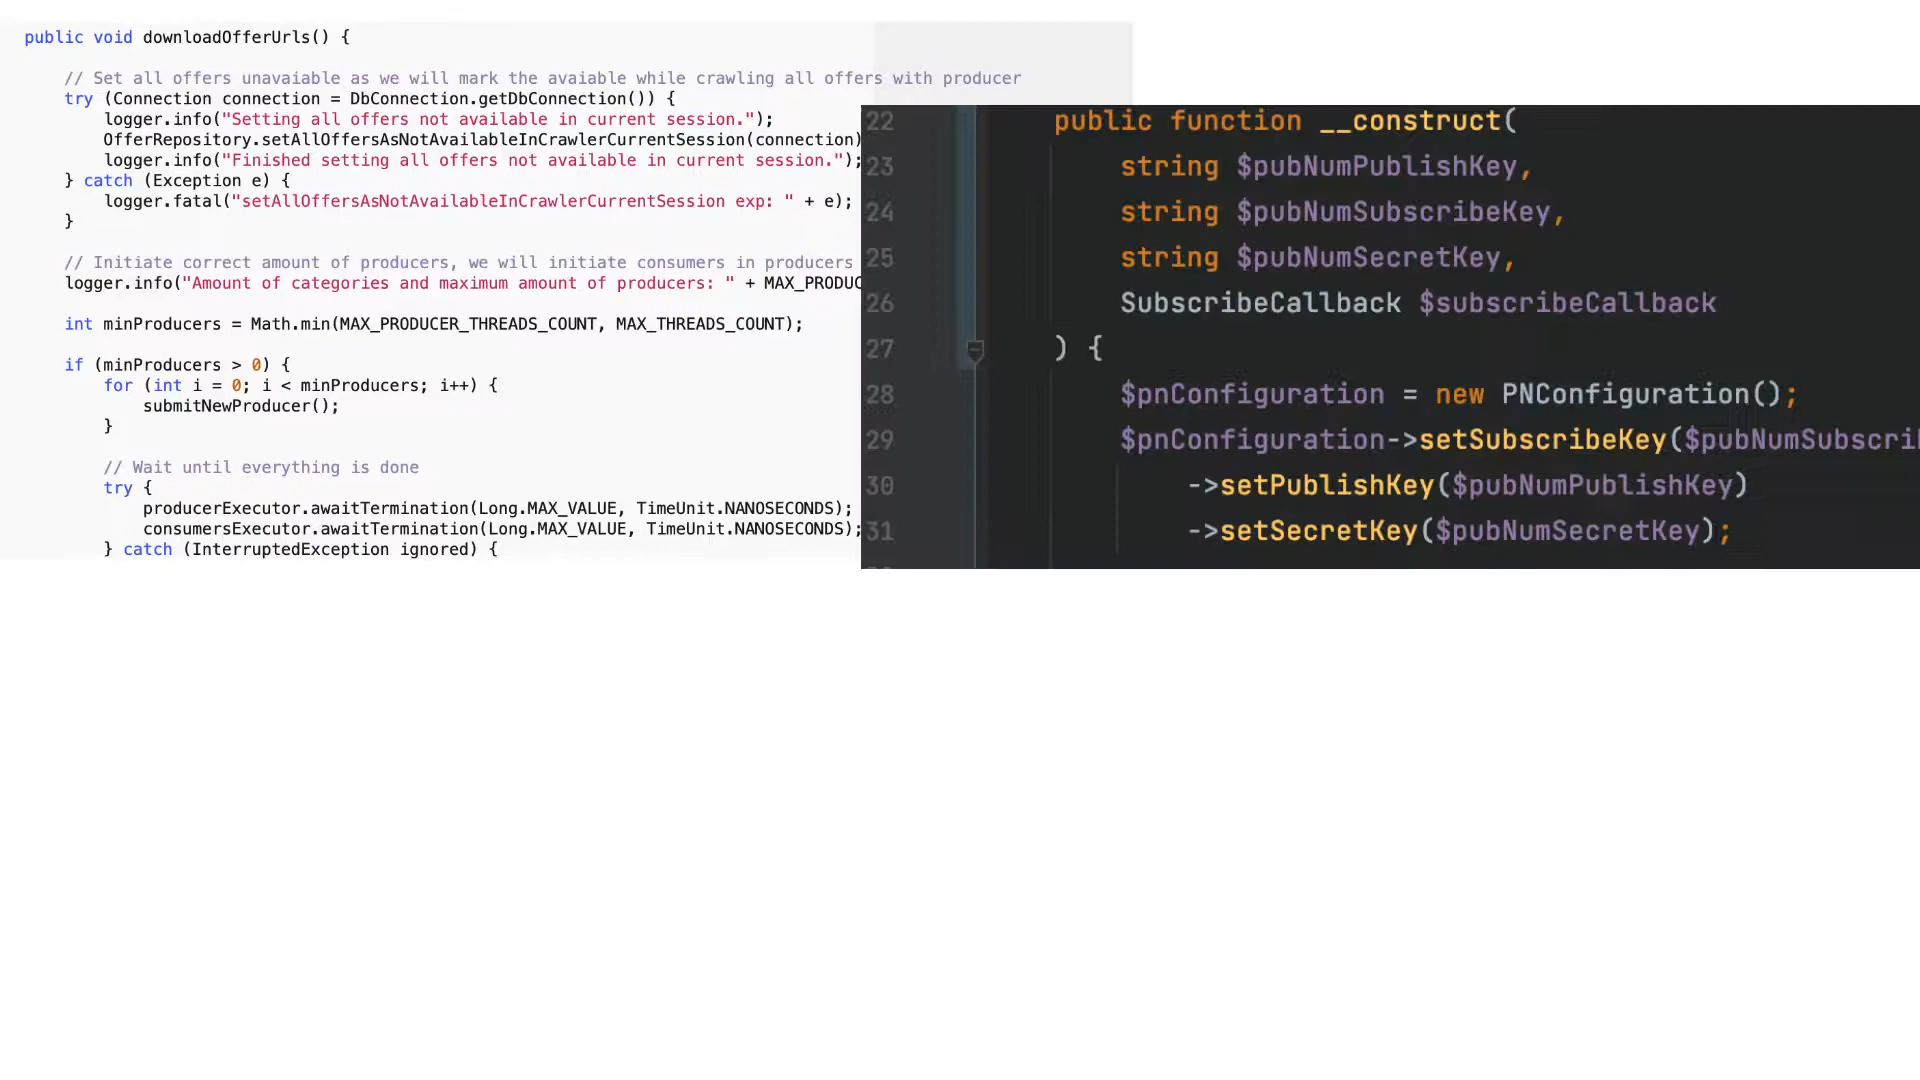 public void downloadOfferUrls() {
// Set all offers unavaiable as we will mark the avaiable while crawling all offers with producer
try (Connection connection = DbConnection.getDbConnection()) {
logger.info("Setting all offers not available in current session.");
OfferRepository.setAllOffersAsNotAvailableInCrawlerCurrentSession(connection)
logger.info("Finished setting all offers not available in current session.");
} catch (Exception e) {
logger.fatal("setAllOffersAsNotAvailableInCrawlerCurrentSession exp: " + e);
}
// Initiate correct amount of producers, we will initiate consumers in producers
logger.info("Amount of categories and maximum amount of producers: " + MAX_PRODUC
int minProducers = Math.min(MAX_PRODUCER_THREADS_COUNT, MAX_THREADS_COUNT);
if (minProducers > 0) {
for (int i = 0; i < minProducers; i++) {
submitNewProducer();
}
// Wait until everything is done
try {
producerExecutor.awaitTermination(Long.MAX_VALUE, TimeUnit.NANOSECONDS);
consumersExecutor.awaitTermination(Long.MAX_VALUE, TimeUnit.NANOSECONDS);
} catch (InterruptedException ignored) {
22 public function __construct(
23 string $pubNumPublishKey,
24 string $pubNumSubscribeKey,
25 string $pubNumSecretKey,
26 SubscribeCallback $subscribeCallback
27 ) {
28 $pnConfiguration = new PNConfiguration();
29 $pnConfiguration->setSubscribeKey($pubNumSubscri
30 ->setPublishKey($pubNumPublishKey)
31 ->setSecretKey($pubNumSecretKey);